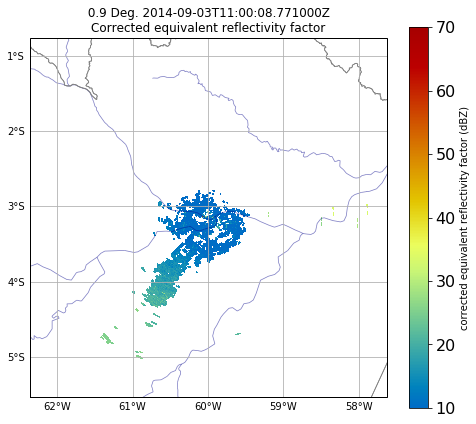 0.9 Deg. 2014-09-03T11:00:08.771000Z
Corrected equivalent reflectivity factor
1°S
2°S
3°S
4°S
5°S
62°W
61°W
60°W
59°W
58°W
70
60
50
40
30
20
10
corrected equivalent reflectivity factor (dBZ)